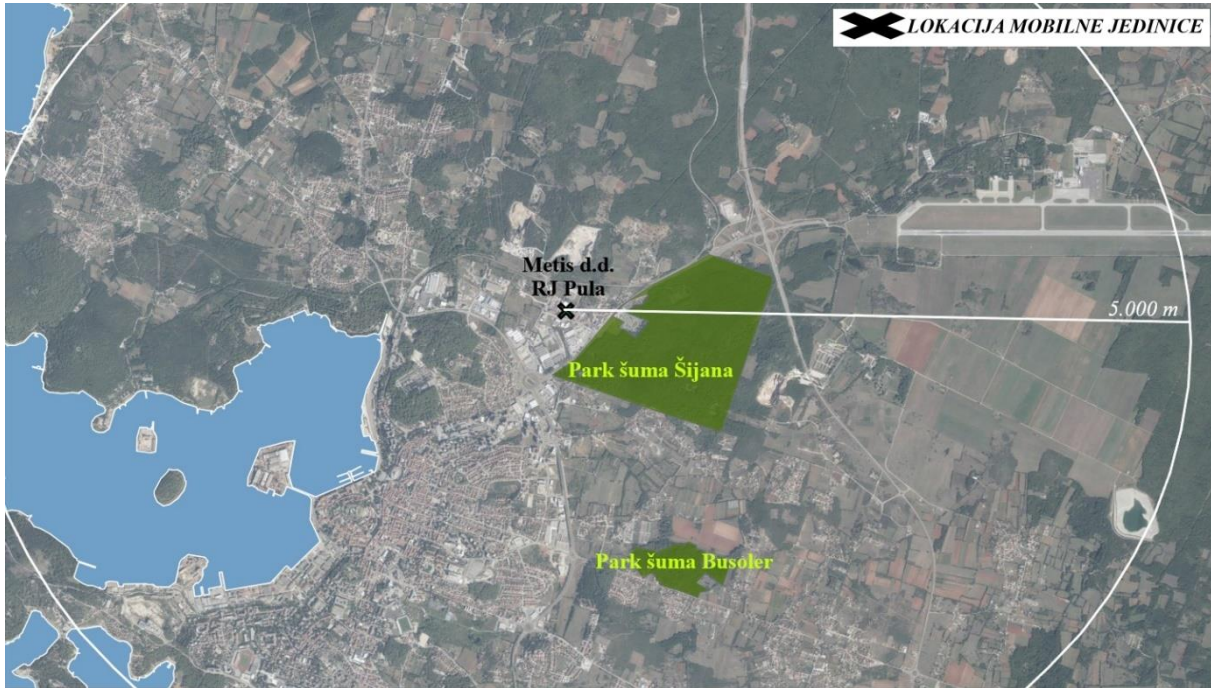 LOKACIJA MOBILNE JEDINICE
Metis d.d.
RJ Pula
5.000 m
Park šuma Šijana
Park šuma Busoler